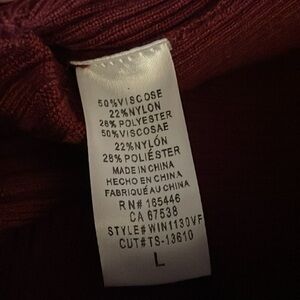 50%VISCOSE
22%NYLON
28% POLYESTER
50%VISCOSAE
22%NYLÓN
28% POLIÉSTER
MADE IN CHINA
HECHO EN CHINA
FABRIQUÉ AU CHINA
RN# 165446
CA 67538
STYLE#WIN1130VF
CUT#TS-13610
L